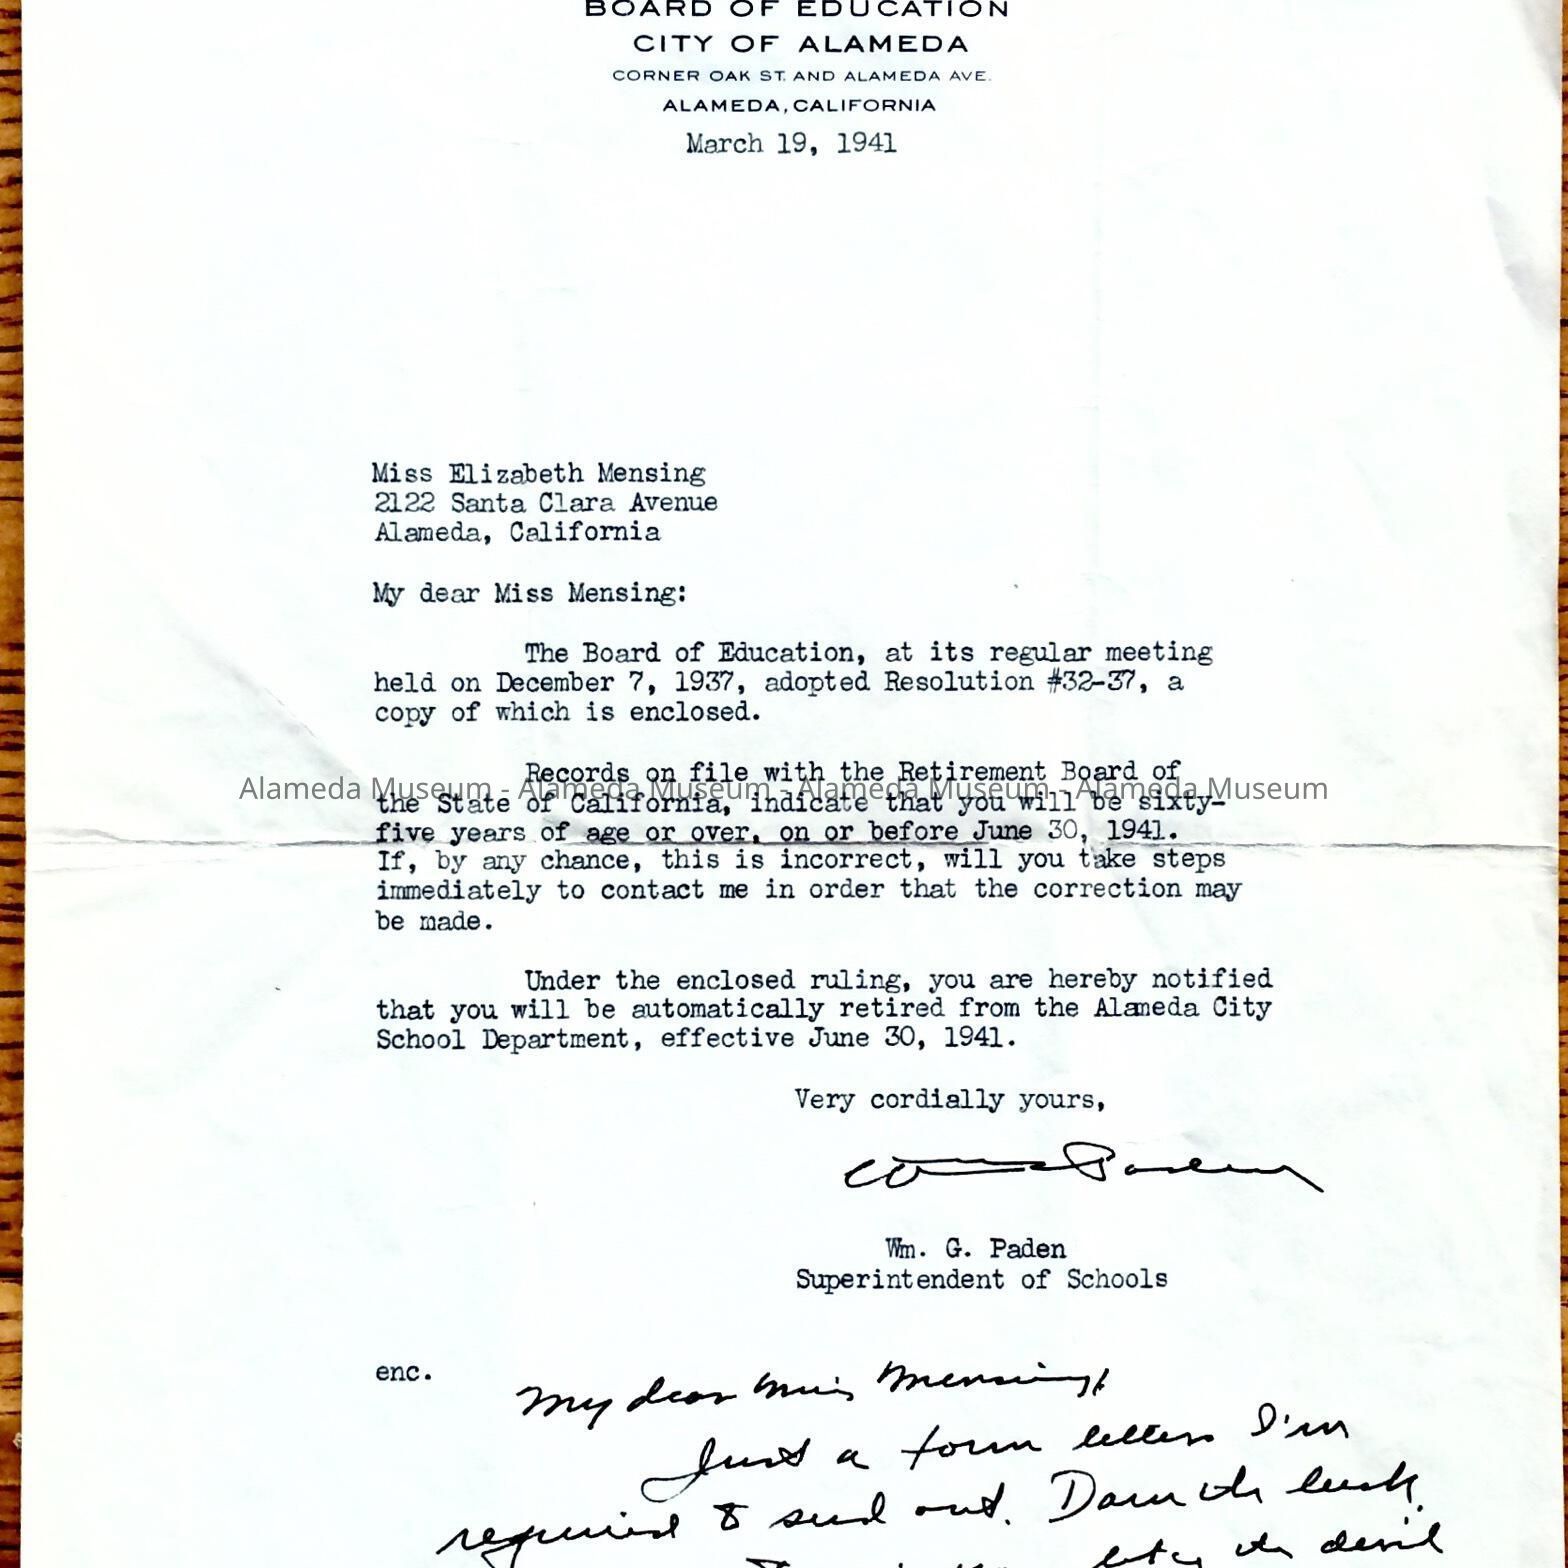 BOARD OF EDUCATION
CITY OF ALAMEDA
CORNER OAK ST. AND ALAMEDA AVE.
ALAMEDA, CALIFORNIA
March 19, 1941
Miss Elizabeth Mensing
2122 Santa Clara Avenue
Alameda, California
My dear Miss Mensing:
The Board of Education, at its regular meeting
held on December 7, 1937, adopted Resolution #32-37, a
copy of which is enclosed.
Records on file with the Retirement Board of
Alameda Museum - Alameda Museum - Alameda Museum - Alameda Museum
the State of California, indicate that you will be sixty-
five years of age or over, on or before June 30, 1941.
If, by any chance, this is incorrect, will you take steps
immediately to contact me in order that the correction may
be made.
Under the enclosed ruling, you are hereby notified
that you will be automatically retired from the Alameda City
School Department, effective June 30, 1941.
Very cordially yours,
Wm G Paden
Wm. G. Paden
Superintendent of Schools
enc.
My dear Miss Mensing,
Just a form letter I'm
required to send out. Damn the luck.
the devil